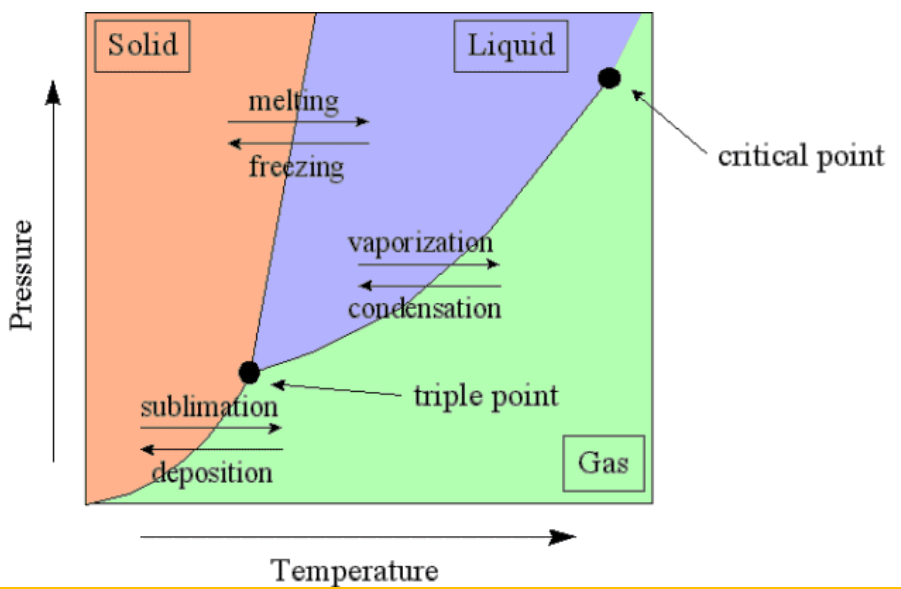 Solid
Liquid
melting
freezing
critical point
vaporization
condensation
Pressure
triple point
sublimation
deposition
Gas
Temperature